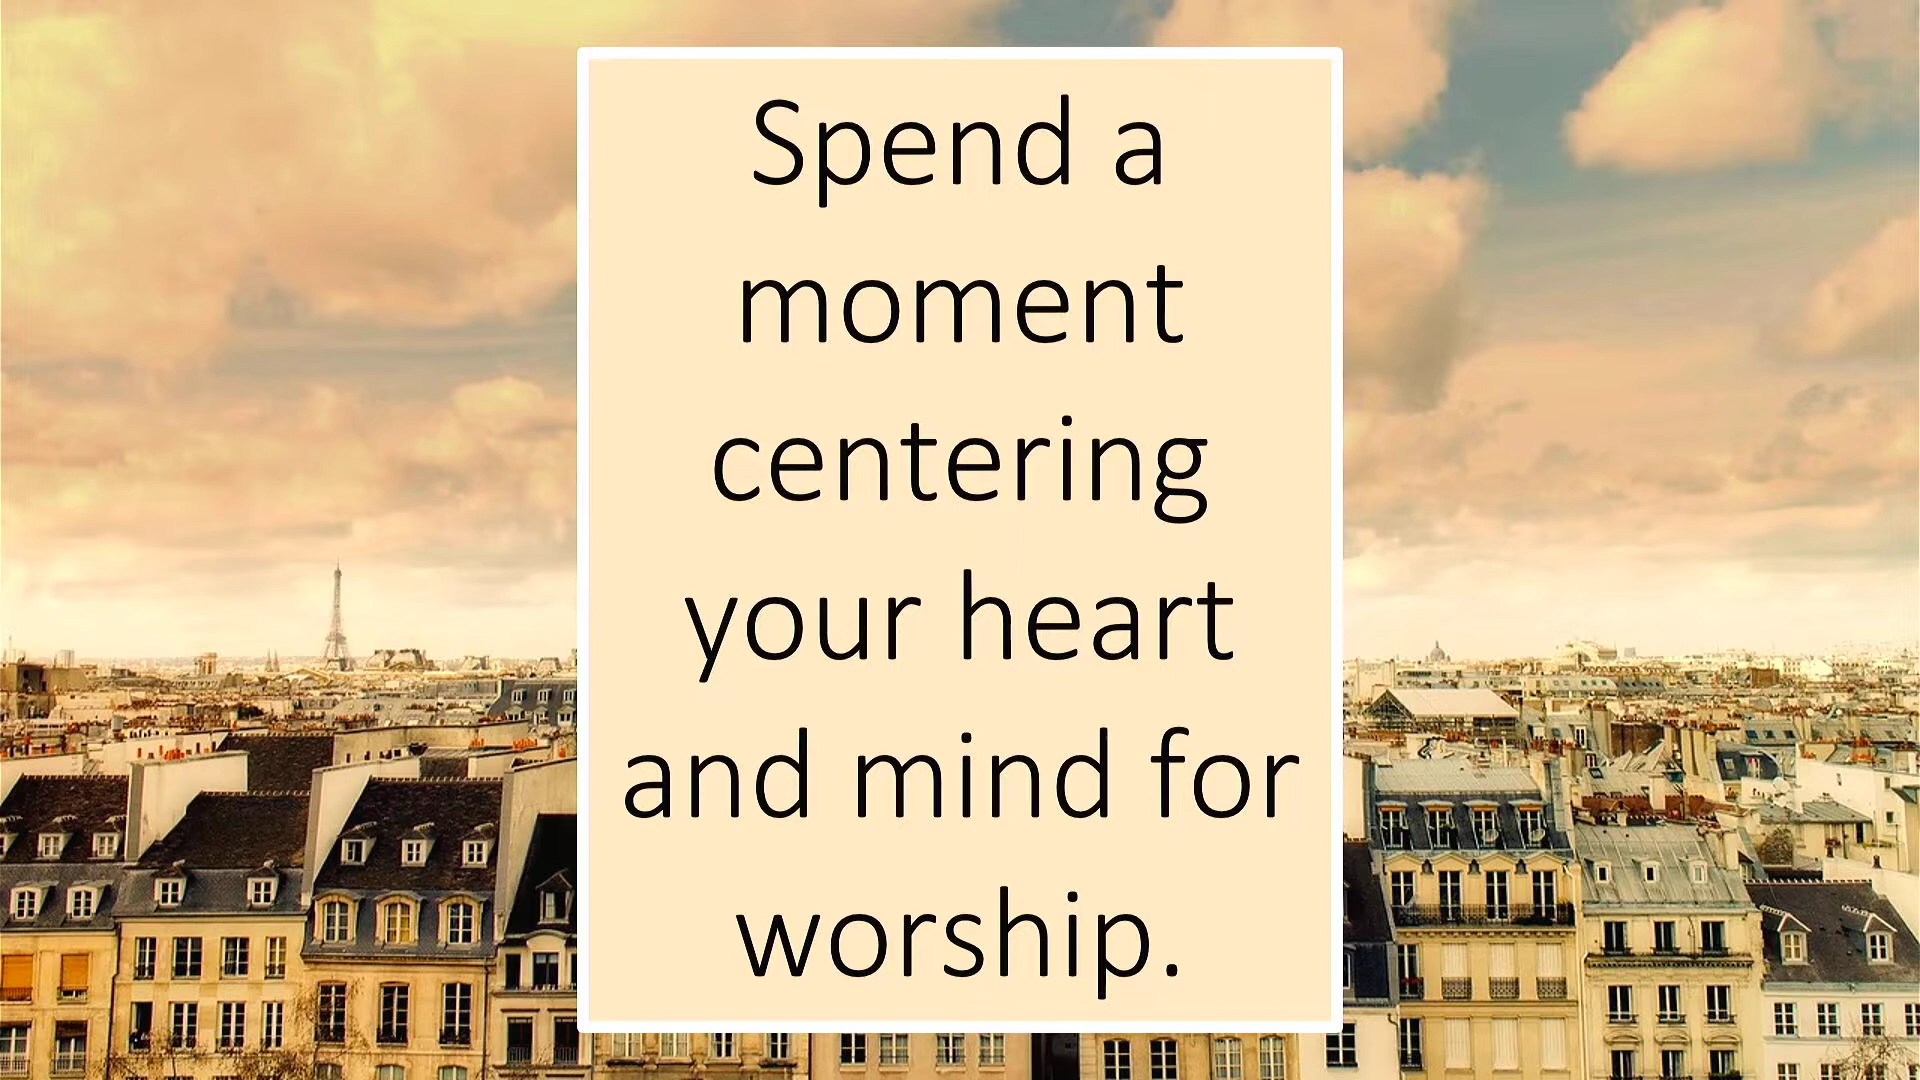 Spend a
moment
centering
your heart
and mind for
worship.